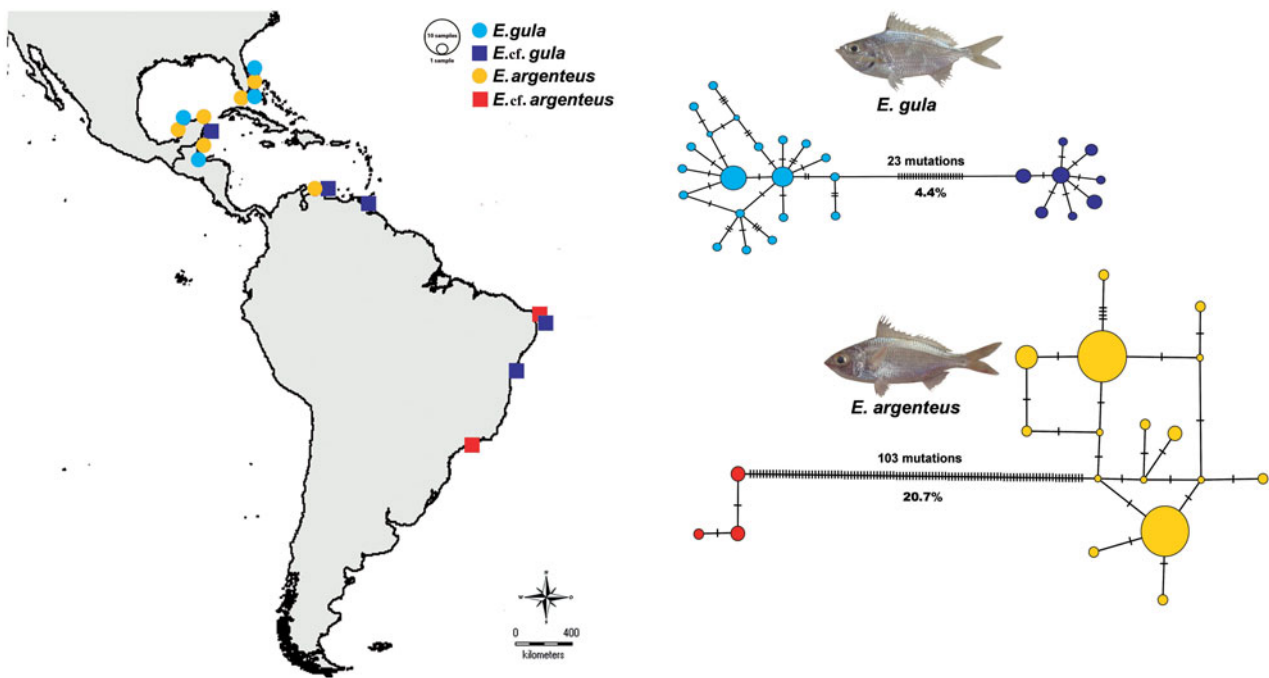 10 samples
1 sample
E.gula
E.cf. gula
E. argenteus
E.cf. argenteus
0 400
kilometers
E. gula
23 mutations
4.4%
E. argenteus
103 mutations
20.7%